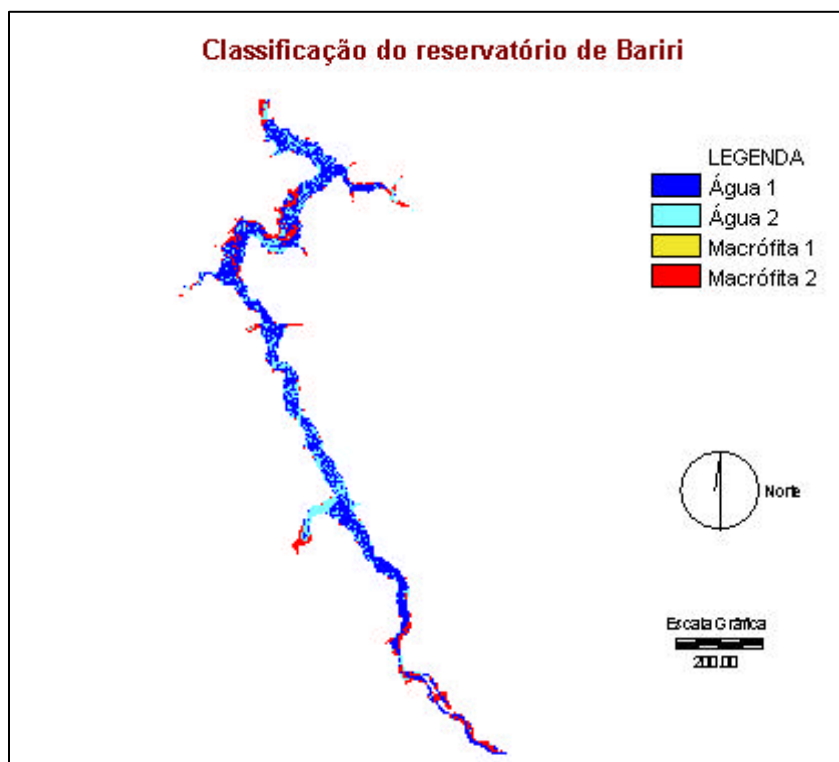 Classificação do reservatório de Bariri
LEGENDA
Água 1
Água 2
Macrófita 1
Macrófita 2
Norte
Escala Gráfica
200.00